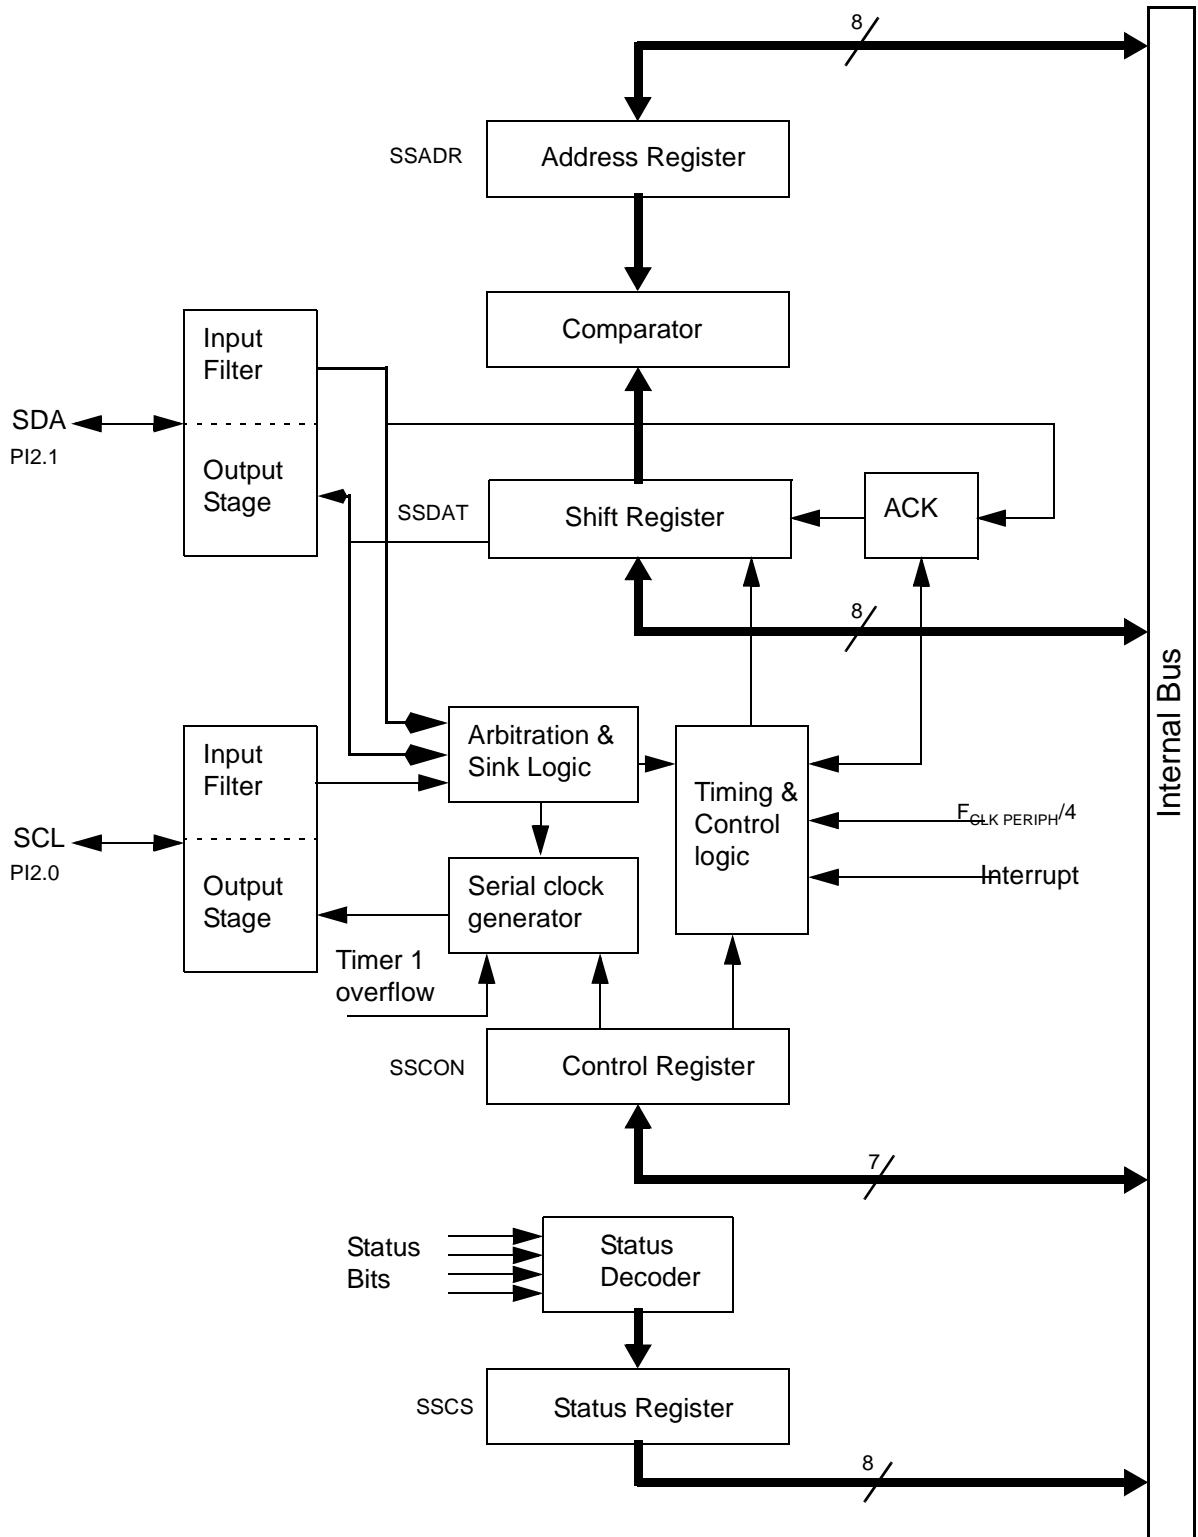 8
SSADR
Address Register
Comparator
Input
Filter
SDA
PI2.1
Output
Stage
SSDAT
Shift Register
ACK
8
Internal Bus
Arbitration &
Sink Logic
Input
Filter
Timing &
Control
logic
FCLK PERIPH/4
SCL
PI2.0
Interrupt
Output
Stage
Serial clock
generator
Timer 1
overflow
SSCON
Control Register
7
Status
Bits
Status
Decoder
SSCS
Status Register
8